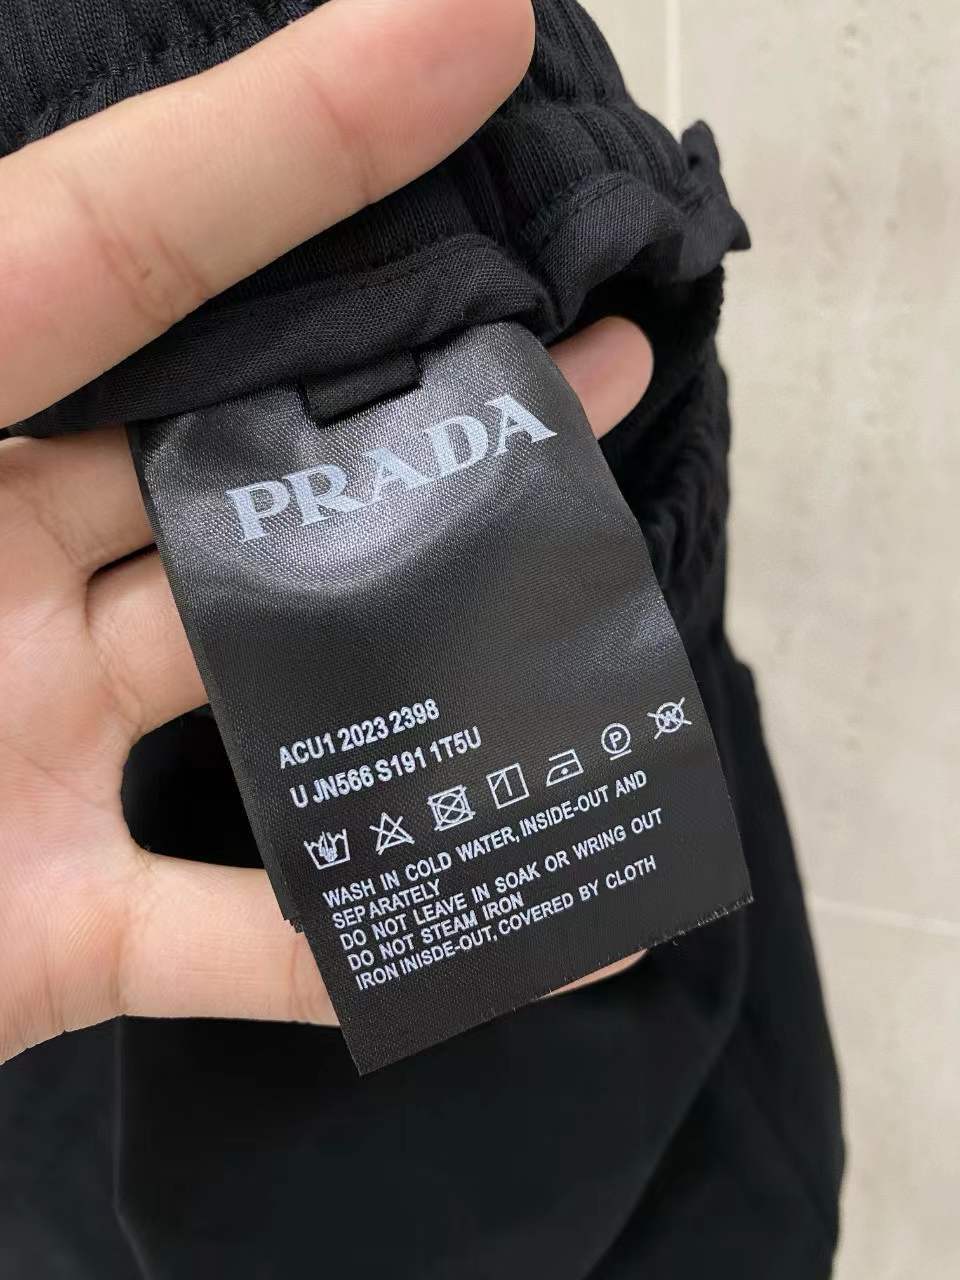 PRADA
ACU1 2023 2398
U JN566 S191 1T5U
P
W
WASH IN COLD WATER, INSIDE-OUT AND
SEPARATELY
DO NOT LEAVE IN SOAK OR WRING OUT
DO NOT STEAM IRON
IRON INISDE-OUT, COVERED BY CLOTH